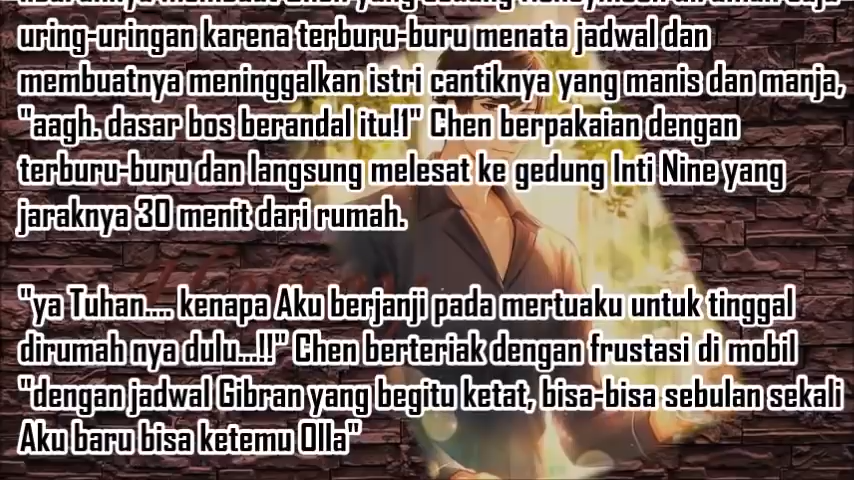 uring-uringan karena terburu-buru menata jadwal dan
membuatnya meninggalkan istri cantiknya yang manis dan manja,
"aagh. dasar bos berandal itu!1" Chen berpakaian dengan
terburu-buru dan langsung melesat ke gedung Inti Nine yang
jaraknya 30 menit dari rumah.
"ya Tuhan.... kenapa Aku berjanji pada mertuaku untuk tinggal
dirumah nya dulu...!!" Chen berteriak dengan frustasi di mobil
"dengan jadwal Gibran yang begitu ketat, bisa-bisa sebulan sekali
Aku baru bisa ketemu Olla"